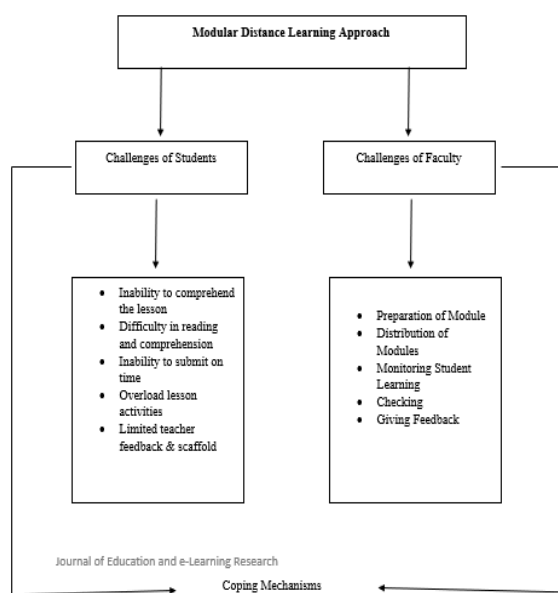 Modular Distance Learning Approach
Challenges of Students
Challenges of Faculty
• Inability to comprehend
the lesson
• Difficulty in reading
and comprehension
• Inability to submit on
time
• Overload lesson
activities
• Limited teacher
feedback & scaffold
• Preparation of Module
• Distribution of
Modules
• Monitoring Student
Learning
• Checking
• Giving Feedback
Journal of Education and e-Learning Research
Coping Mechanisms